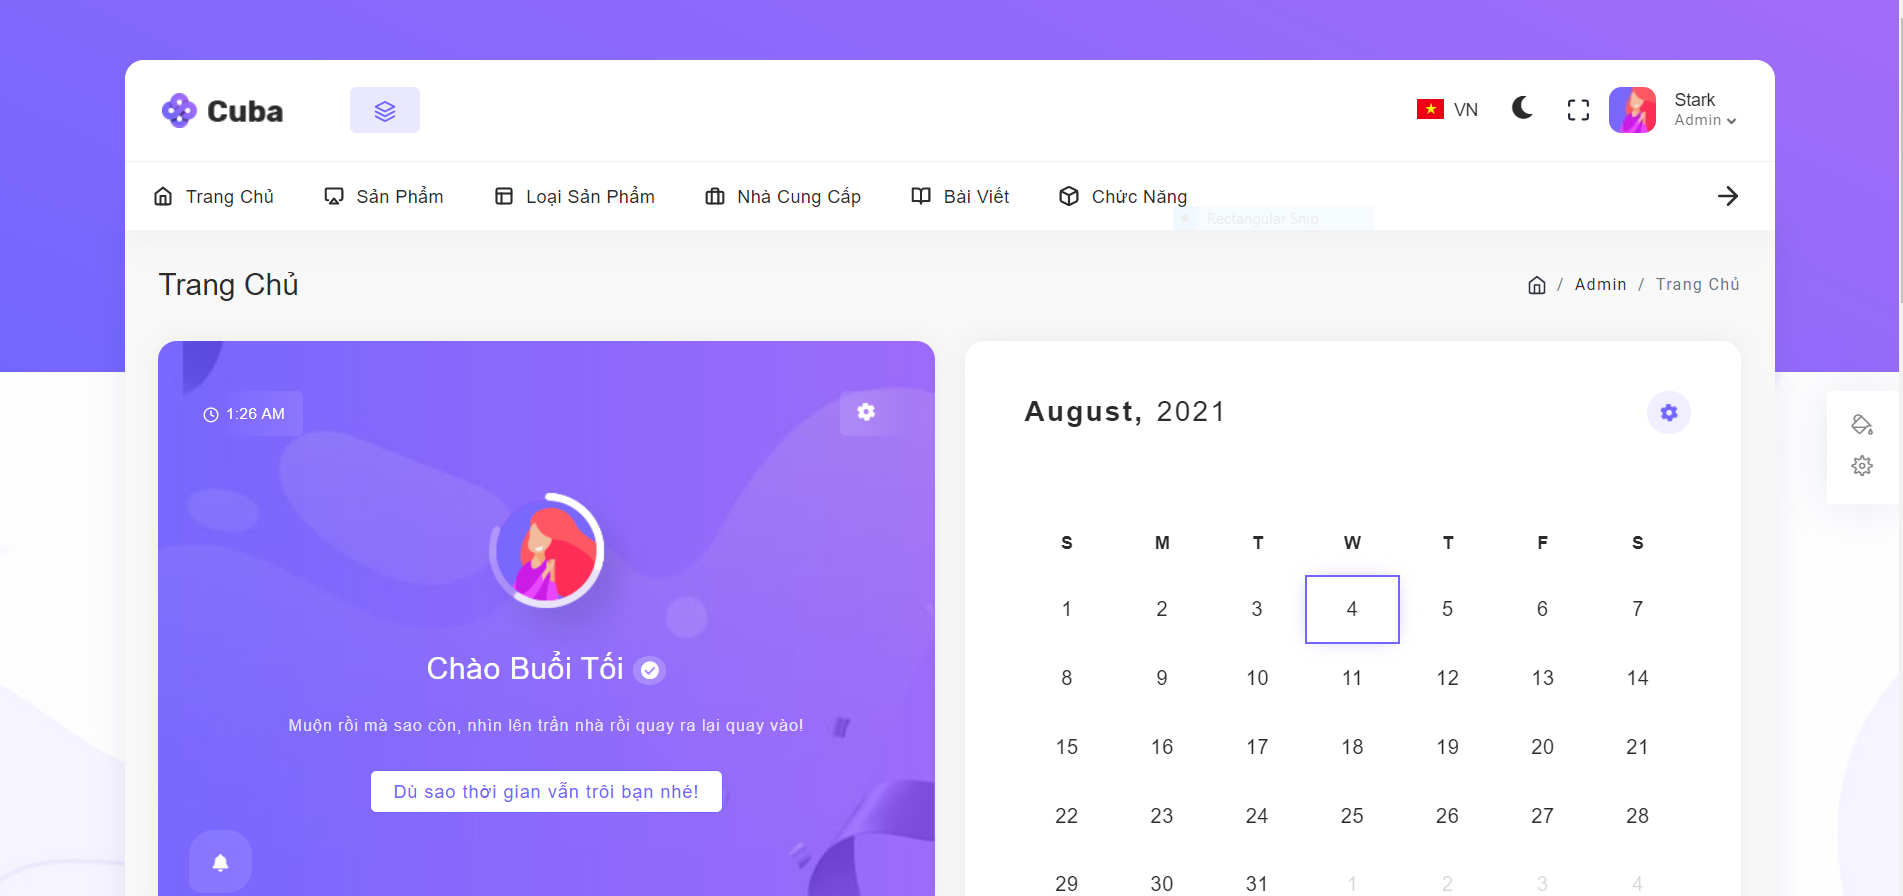 Cuba
VN
Stark
Admin
Trang Chủ
Sản Phẩm
Loại Sản Phẩm
Nhà Cung Cấp
Bài Viết
Chức Năng
Rectangular Snip
Trang Chủ
/ Admin / Trang Chủ
1:26 AM
Chào Buổi Tối
Muộn rồi mà sao còn, nhìn lên trần nhà rồi quay ra lại quay vào!
Dù sao thời gian vẫn trôi bạn nhé!
August, 2021
S M T W T F S
1 2 3 4 5 6 7
8 9 10 11 12 13 14
15 16 17 18 19 20 21
22 23 24 25 26 27 28
29 30 31 1 2 3 4